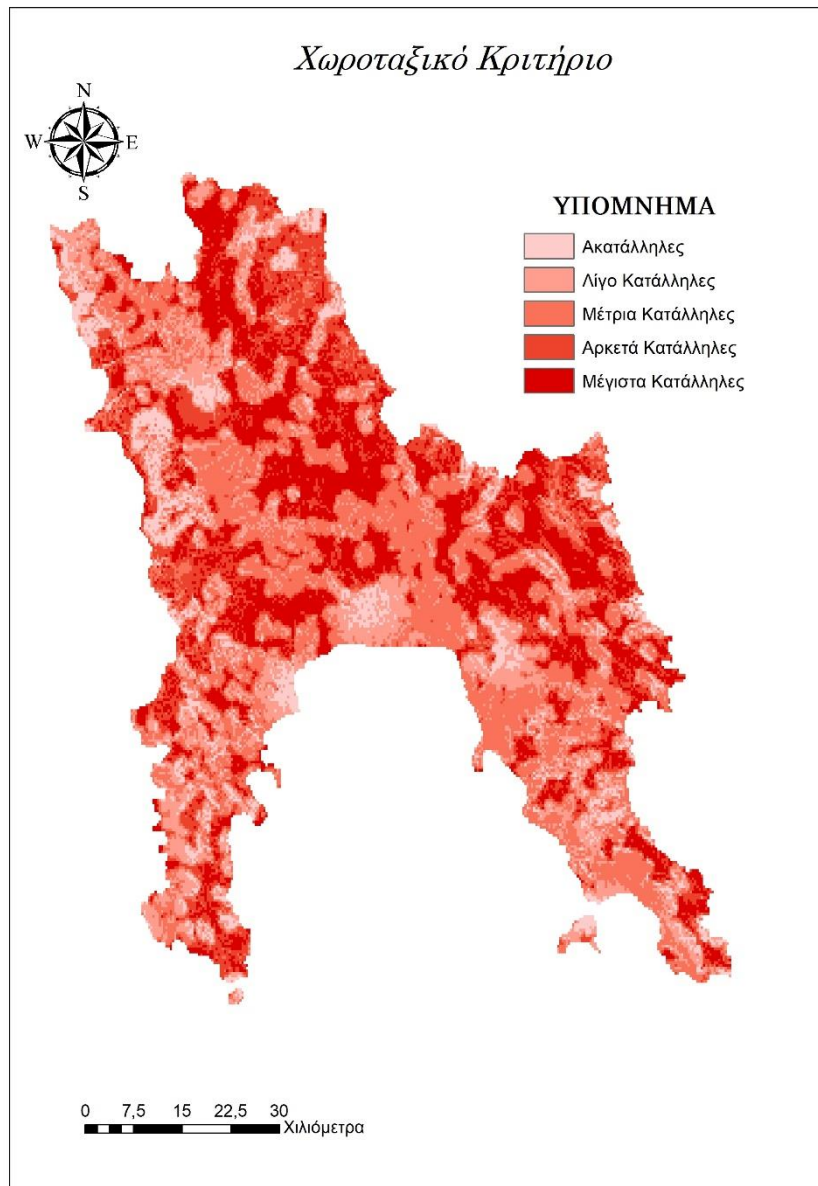 Χωροταξικό Κριτήριο
N
W E
S
ΥΠΟΜΝΗΜΑ
Ακατάλληλες
Λίγο Κατάλληλες
Μέτρια Κατάλληλες
Αρκετά Κατάλληλες
Μέγιστα Κατάλληλες
0 7,5 15 22,5 30
Χιλιόμετρα